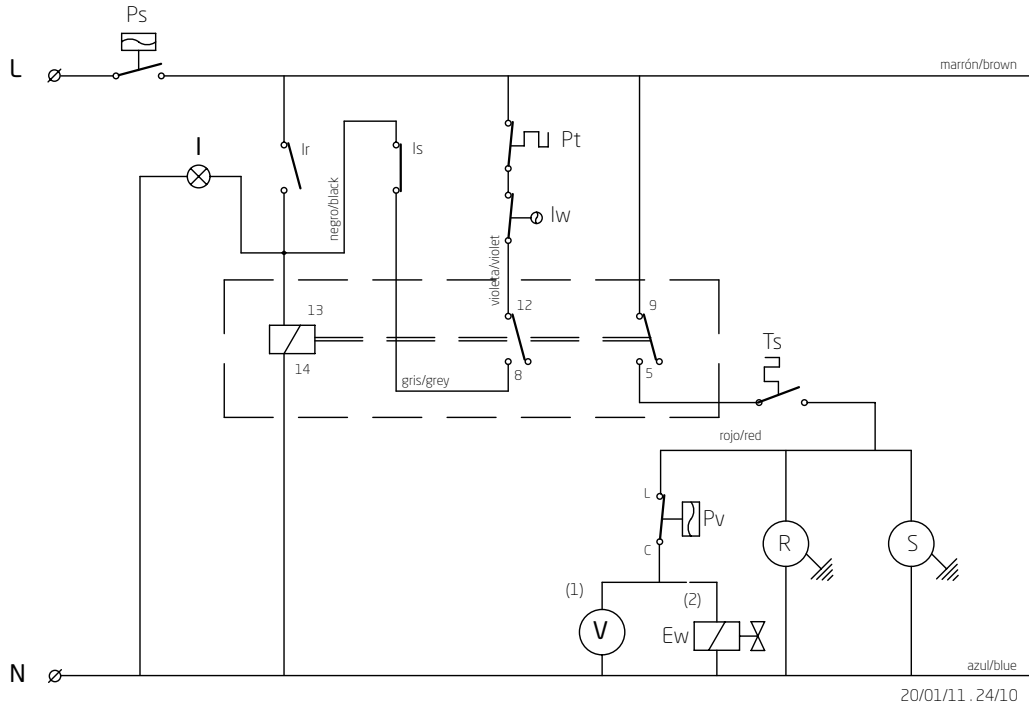 Ps
L
marrón/brown
I
Ir
negro/black
Is
Pt
Iw
violeta/violet
13
12
9
14
8
5
gris/grey
Ts
rojo/red
L
Pv
C
R
S
(1)
(2)
V
Ew
azul/blue
N
20/01/11 . 24/10